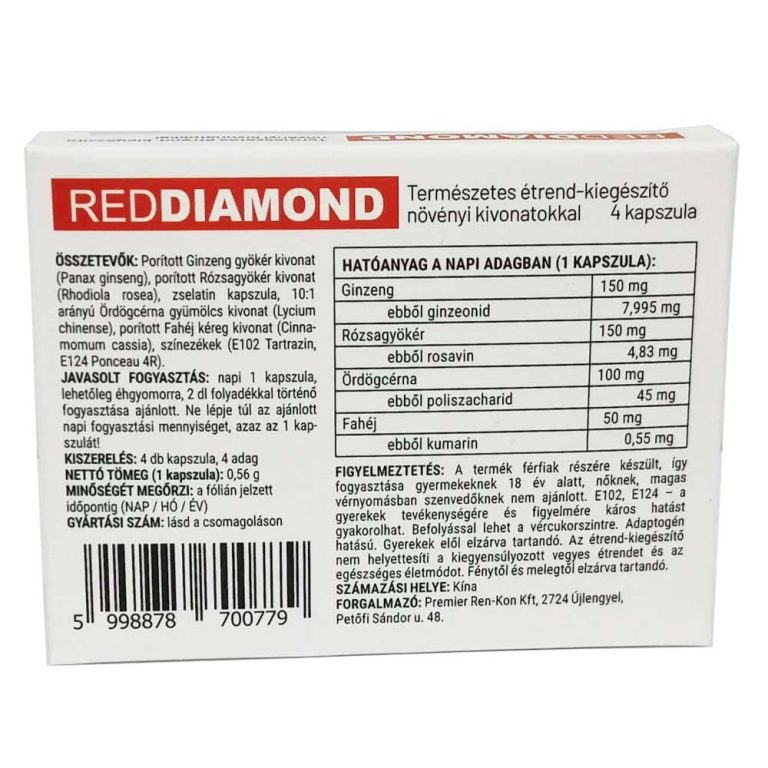 REDDIAMOND
REDDIAMOND
Természetes étrend-kiegészítő
növényi kivonatokkal 4 kapszula
ÖSSZETEVŐK: Porított Ginzeng gyökér kivonat
(Panax ginseng), porított Rózsagyökér kivonat
(Rhodiola rosea), zselatin kapszula, 10:1
arányú Ördögcérna gyümölcs kivonat (Lycium
chinense), porított Fahéj kéreg kivonat (Cinna-
momum cassia), színezékek (E102 Tartrazin,
E124 Ponceau 4R).
JAVASOLT FOGYASZTÁS: napi 1 kapszula,
lehetőleg éhgyomorra, 2 dl folyadékkal történő
fogyasztása ajánlott. Ne lépje túl az ajánlott
napi fogyasztási mennyiséget, azaz az 1 kap-
szulát!
KISZERELÉS: 4 db kapszula, 4 adag
NETTÓ TÖMEG (1 kapszula): 0,56 g
MINŐSÉGÉT MEGŐRZI: a fólián jelzett
időpontig (NAP / HÓ / ÉV)
GYÁRTÁSI SZÁM: lásd a csomagoláson
5 998878 700779
HATÓANYAG A NAPI ADAGBAN (1 KAPSZULA):
Ginzeng 150 mg
ebből ginzeonid 7,995 mg
Rózsagyökér 150 mg
ebből rosavin 4,83 mg
Ördögcérna 100 mg
ebből poliszacharid 45 mg
Fahéj 50 mg
ebből kumarin 0,55 mg
FIGYELMEZTETÉS: A termék férfiak részére készült, így
fogyasztása gyermekeknek 18 év alatt, nőknek, magas
vérnyomásban szenvedőknek nem ajánlott. E102, E124 – a
gyerekek tevékenységére és figyelmére káros hatást
gyakorolhat. Befolyással lehet a vércukorszintre. Adaptogén
hatású. Gyerekek elől elzárva tartandó. Az étrend-kiegészítő
nem helyettesíti a kiegyensúlyozott vegyes étrendet és az
egészséges életmódot. Fénytől és melegtől elzárva tartandó.
SZÁRMAZÁSI HELYE: Kína
FORGALMAZÓ: Premier Ren-Kon Kft, 2724 Újlengyel,
Petőfi Sándor u. 48.